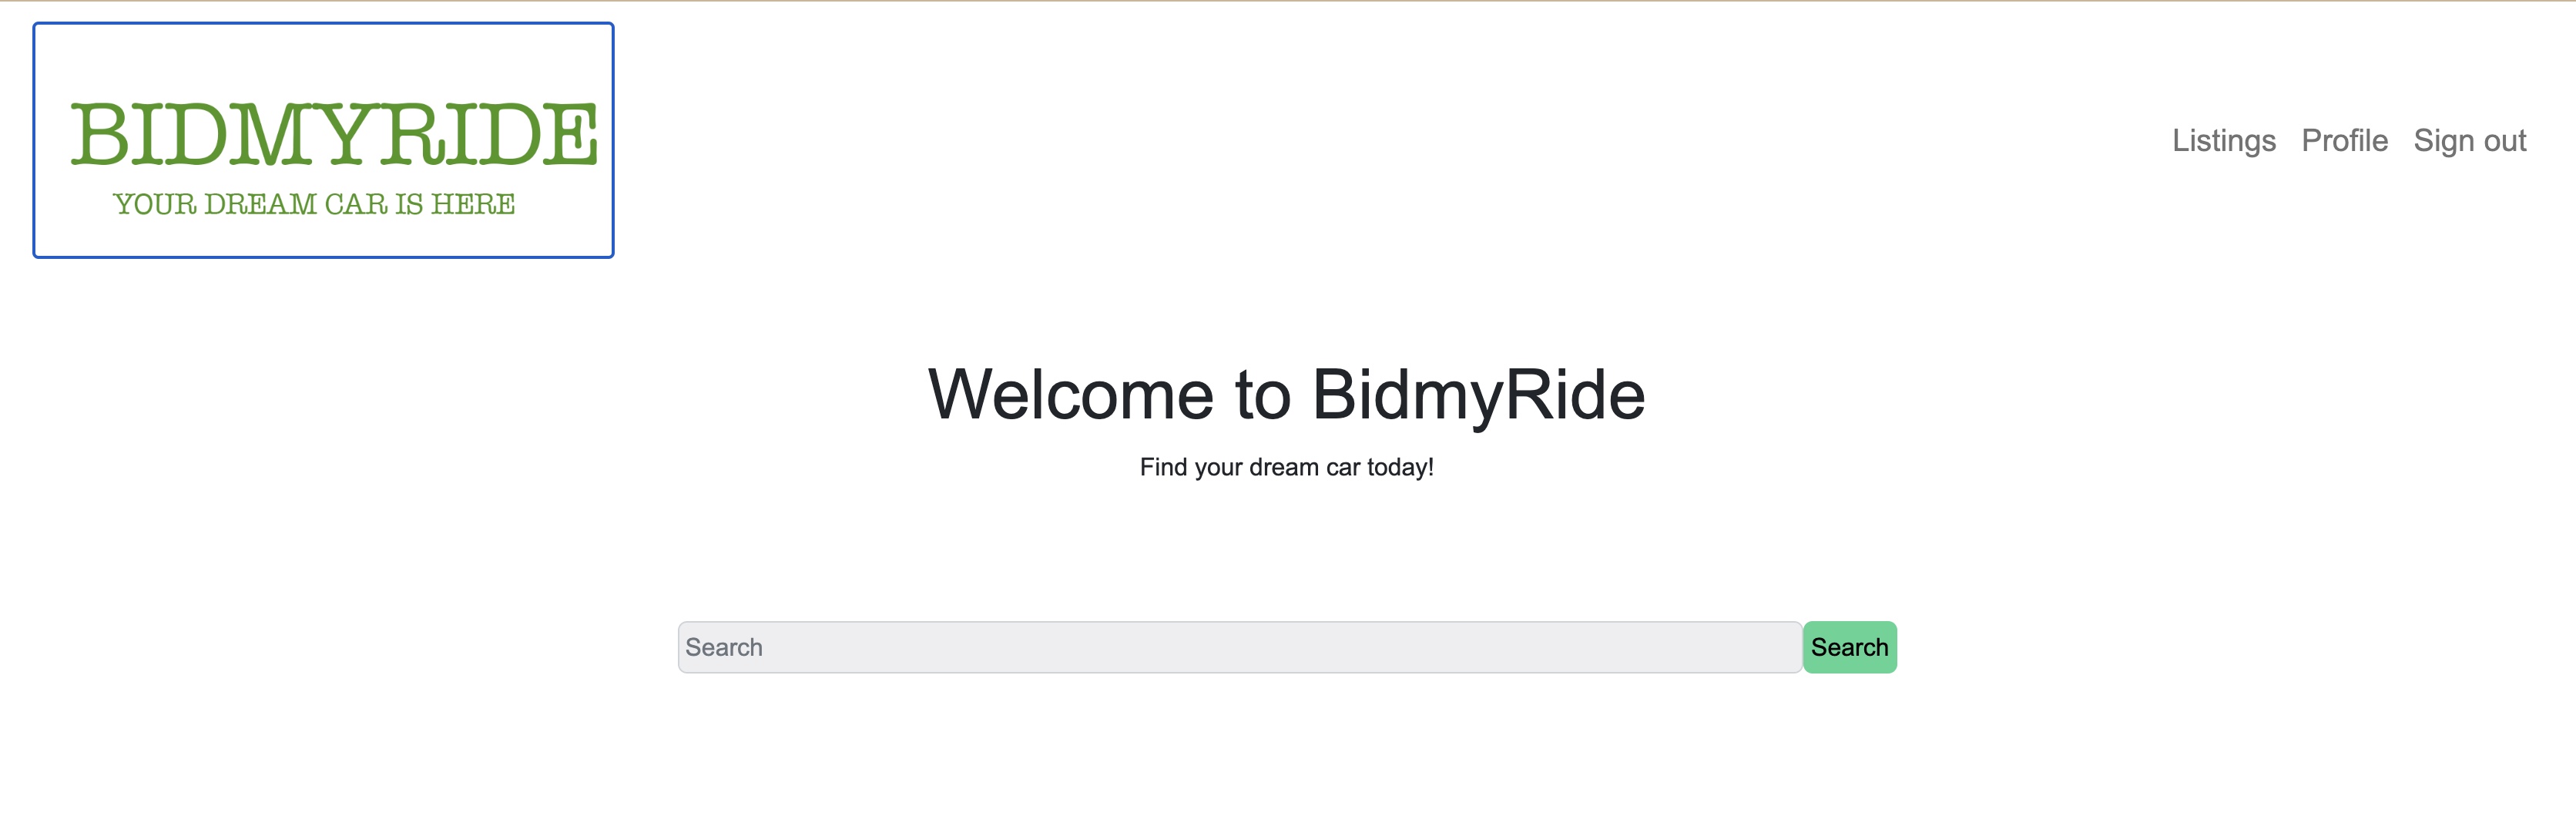 BIDMYRIDE
YOUR DREAM CAR IS HERE
Listings Profile Sign out
Welcome to BidmyRide
Find your dream car today!
Search Search